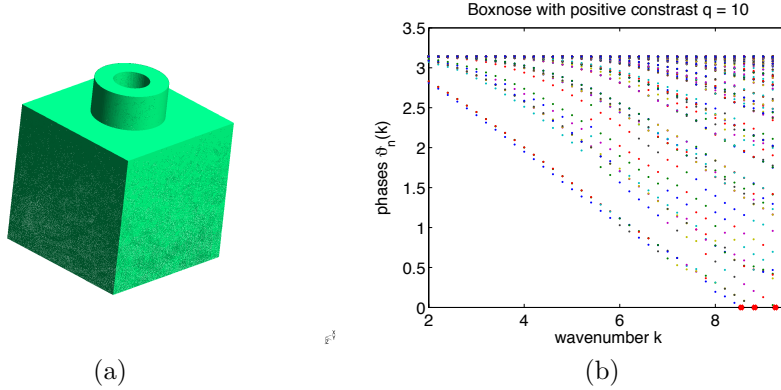 Boxnose with positive constrast q = 10
3.5
3
2.5
2
1.5
1
0.5
0
phases ϑn(k)
2 4 6 8
wavenumber k
(a) (b)